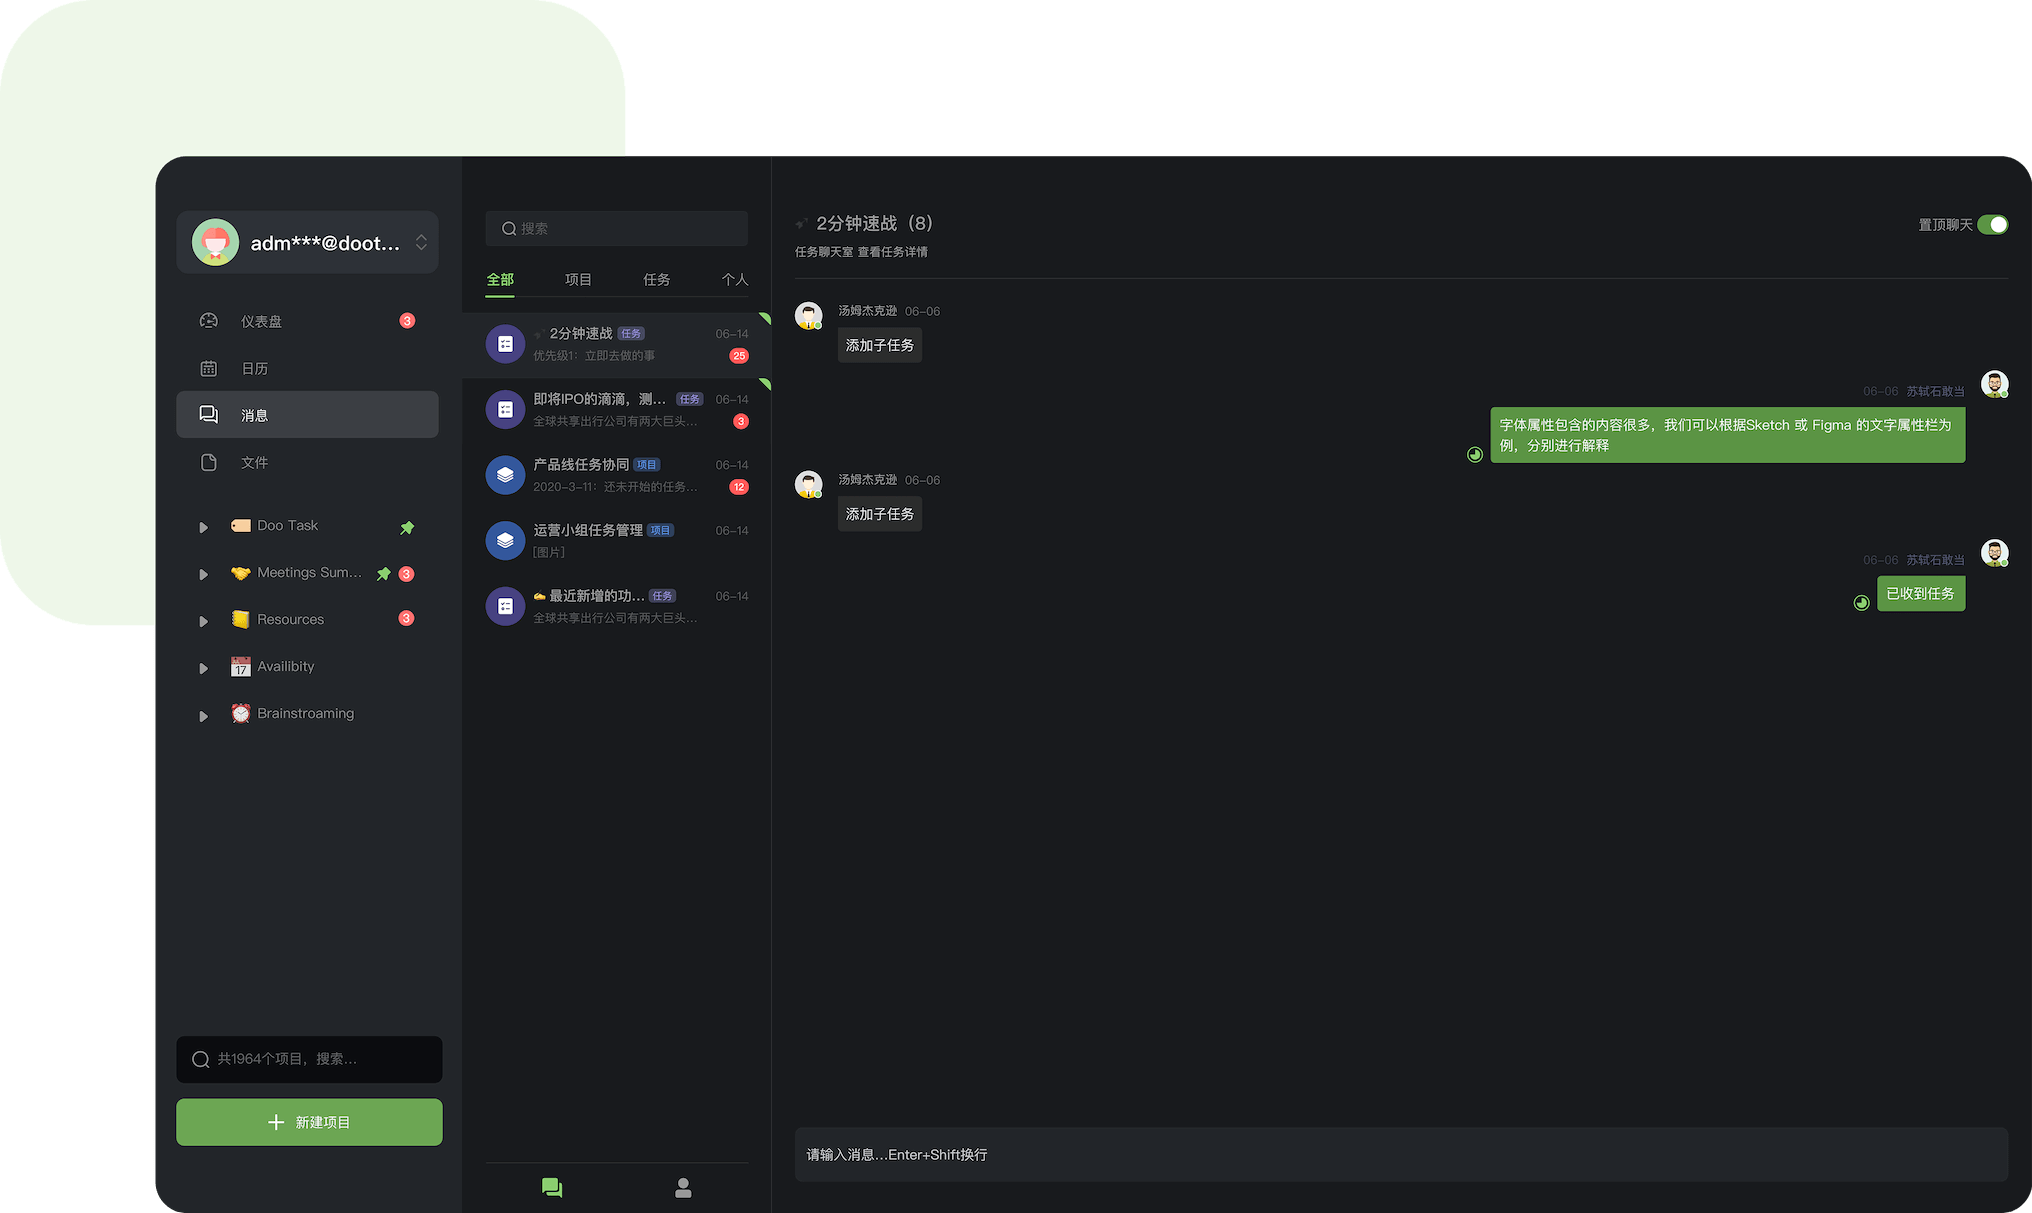 adm***@doot...
仪表盘 3
日历
消息
文件
Doo Task
Meetings Sum... 3
Resources 3
17 Availibity
Brainstroaming
共1964个项目，搜索...
新建项目
搜索
全部 项目 任务 个人
2分钟速战 任务 06-14
优先级1：立即去做的事 25
即将IPO的滴滴，测... 任务 06-14
全球共享出行公司有两大巨头... 3
产品线任务协同 项目 06-14
2020-3-11：还未开始的任务... 12
运营小组任务管理 项目 06-14
[图片]
最近新增的功... 任务 06-14
全球共享出行公司有两大巨头...
2分钟速战（8）
任务聊天室 查看任务详情
置顶聊天
汤姆杰克逊 06-06
添加子任务
06-06 苏轼石敢当
字体属性包含的内容很多，我们可以根据Sketch 或 Figma 的文字属性栏为
例，分别进行解释
汤姆杰克逊 06-06
添加子任务
06-06 苏轼石敢当
已收到任务
请输入消息...Enter+Shift换行